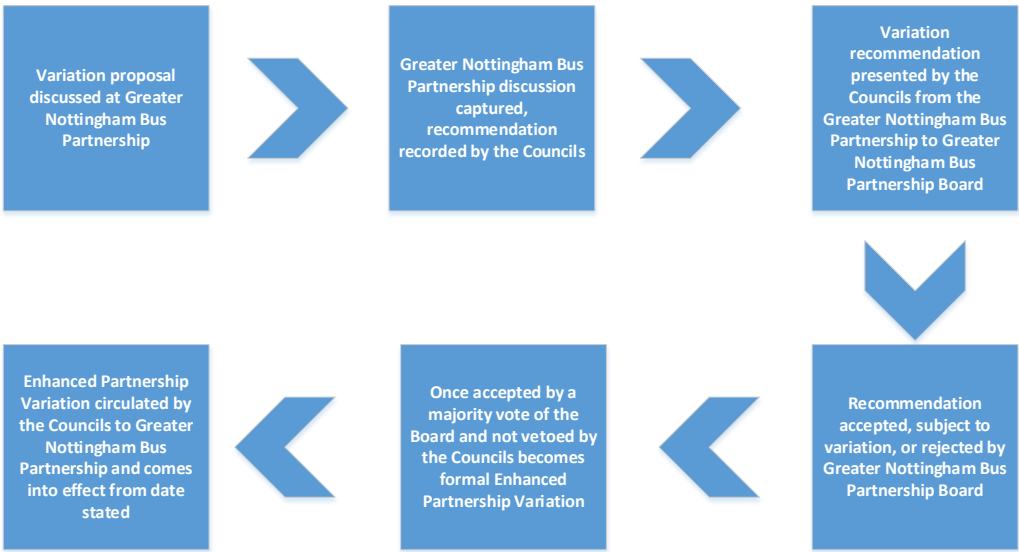 Variation proposal
discussed at Greater
Nottingham Bus
Partnership
Greater Nottingham Bus
Partnership discussion
captured,
recommendation
recorded by the Councils
Variation
recommendation
presented by the
Councils from the
Greater Nottingham Bus
Partnership to Greater
Nottingham Bus
Partnership Board
Recommendation
accepted, subject to
variation, or rejected by
Greater Nottingham Bus
Partnership Board
Once accepted by a
majority vote of the
Board and not vetoed by
the Councils becomes
formal Enhanced
Partnership Variation
Enhanced Partnership
Variation circulated by
the Councils to Greater
Nottingham Bus
Partnership and comes
into effect from date
stated